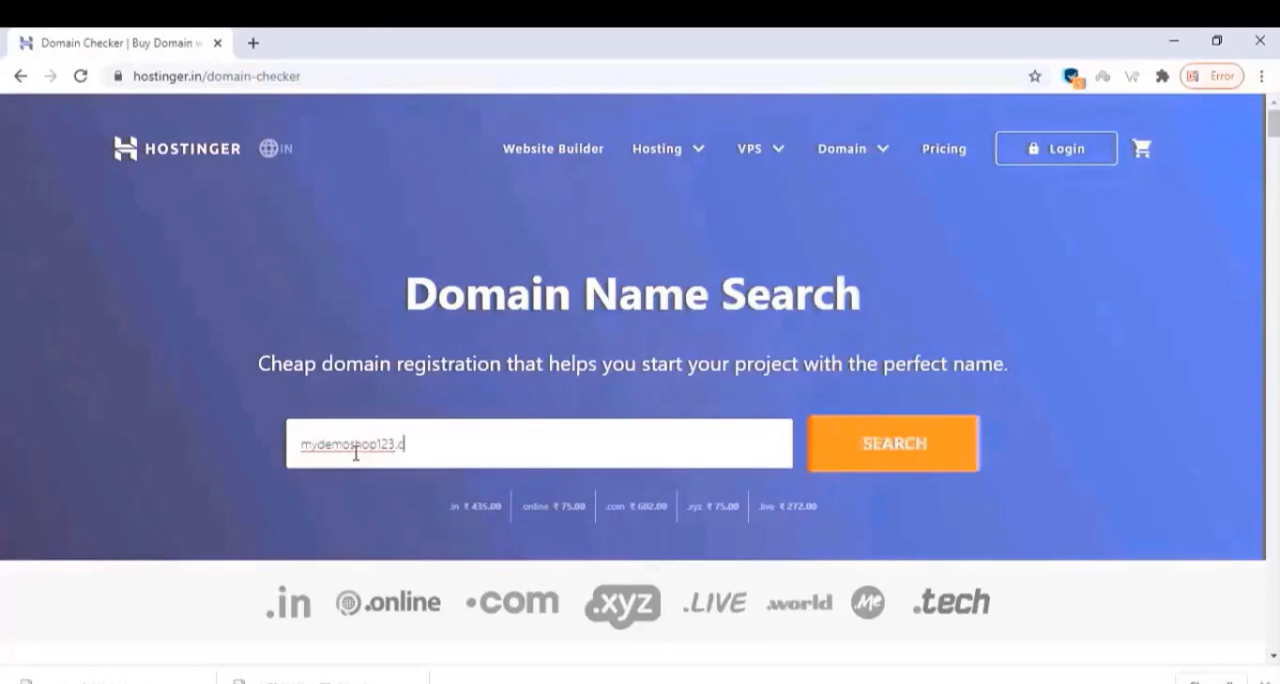 Domain Checker | Buy Domain
hostinger.in/domain-checker
Error
HOSTINGER IN
Website Builder Hosting VPS Domain Pricing Login
Domain Name Search
Cheap domain registration that helps you start your project with the perfect name.
mydemoshop123.c
SEARCH
.in ₹ 435.00 .online ₹ 75.00 .com ₹ 682.00 .xyz ₹ 75.00 .live ₹ 272.00
.in .online .com .xyz .LIVE .world Me .tech